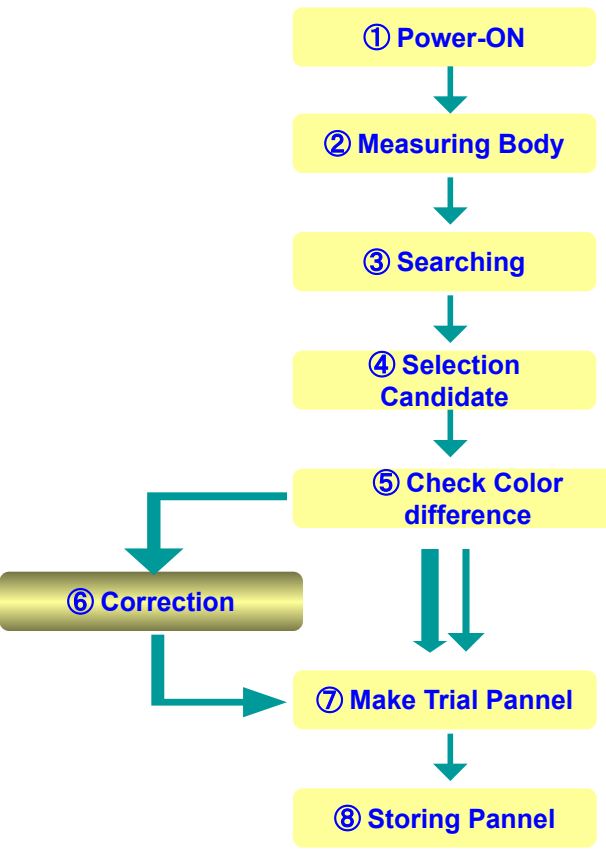 ① Power-ON
② Measuring Body
③ Searching
④ Selection
Candidate
⑤ Check Color
difference
⑥ Correction
⑦ Make Trial Pannel
⑧ Storing Pannel